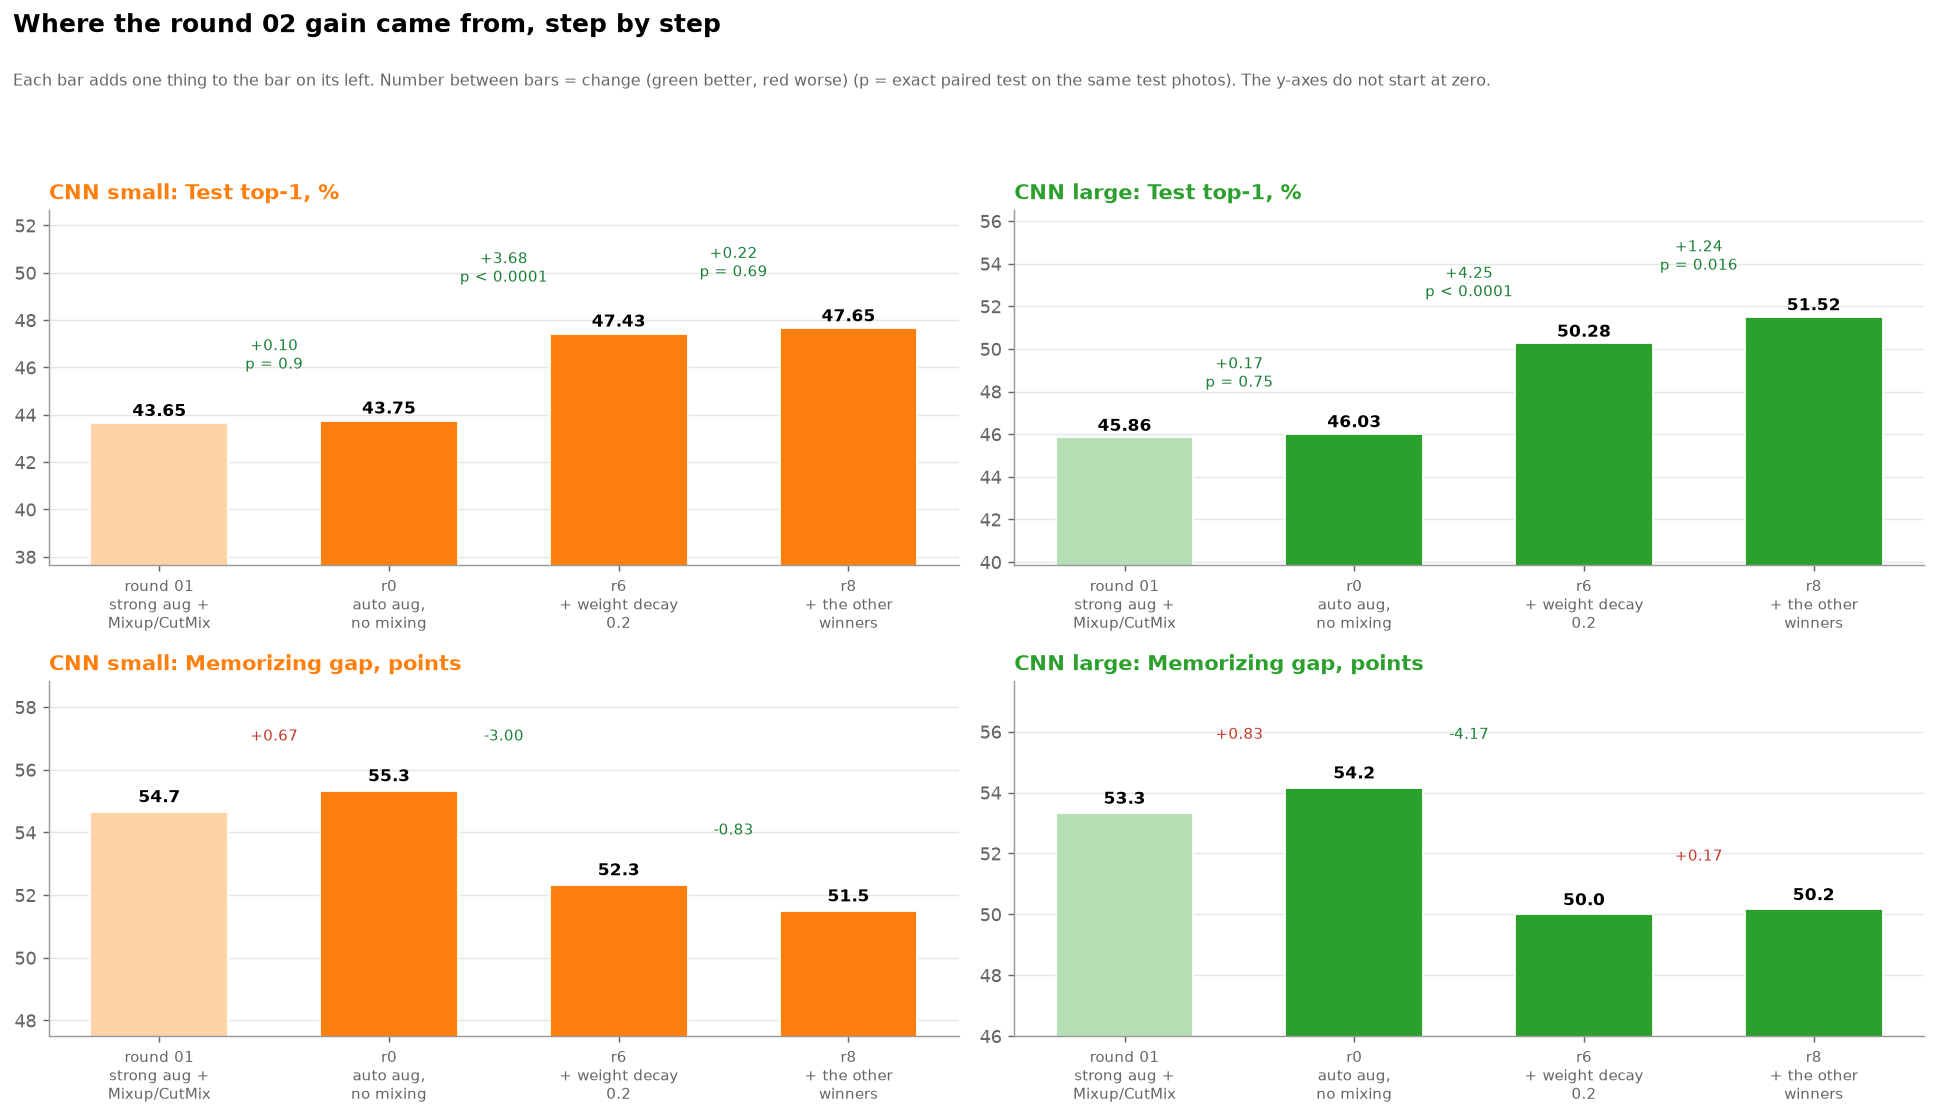 Where the round 02 gain came from, step by step
Each bar adds one thing to the bar on its left. Number between bars = change (green better, red worse) (p = exact paired test on the same test photos). The y-axes do not start at zero.
CNN small: Test top-1, %
52
50
48
46
44
42
40
38
43.65
+0.10
p = 0.9
43.75
+3.68
p < 0.0001
47.43
+0.22
p = 0.69
47.65
round 01
strong aug +
Mixup/CutMix
r0
auto aug,
no mixing
r6
+ weight decay
0.2
r8
+ the other
winners
CNN large: Test top-1, %
56
54
52
50
48
46
44
42
40
45.86
+0.17
p = 0.75
46.03
+4.25
p < 0.0001
50.28
+1.24
p = 0.016
51.52
round 01
strong aug +
Mixup/CutMix
r0
auto aug,
no mixing
r6
+ weight decay
0.2
r8
+ the other
winners
CNN small: Memorizing gap, points
58
56
54
52
50
48
54.7
+0.67
55.3
-3.00
52.3
-0.83
51.5
round 01
strong aug +
Mixup/CutMix
r0
auto aug,
no mixing
r6
+ weight decay
0.2
r8
+ the other
winners
CNN large: Memorizing gap, points
56
54
52
50
48
46
53.3
+0.83
54.2
-4.17
50.0
+0.17
50.2
round 01
strong aug +
Mixup/CutMix
r0
auto aug,
no mixing
r6
+ weight decay
0.2
r8
+ the other
winners